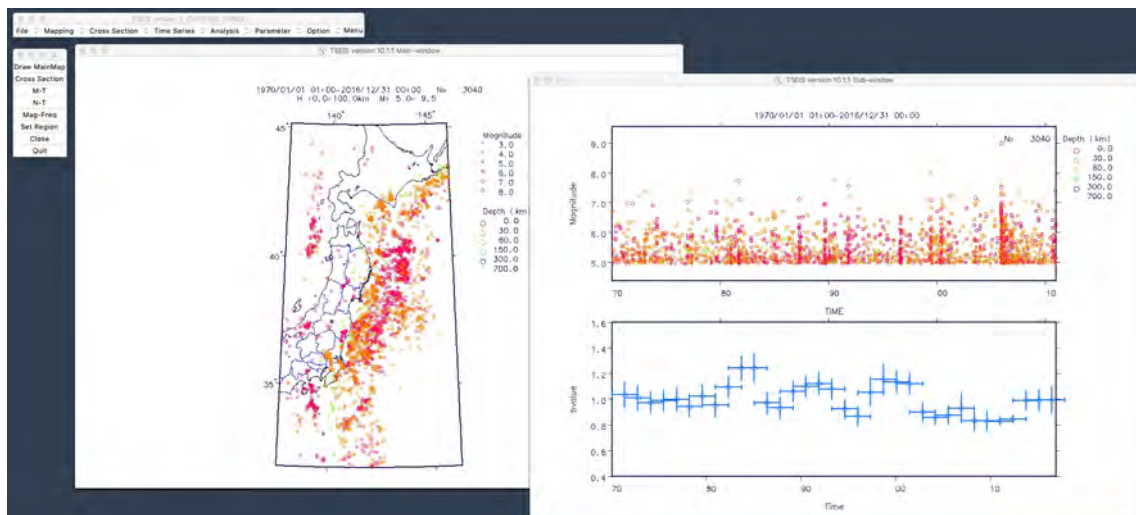 File Mapping Cross Section Time Series Analysis Parameter Option Menu
TSEIS version 10.1.1 Main-window
Draw MainMap
Cross Section
M-T
N-T
Mag-Freq
Set Region
Close
Quit
1970/01/01 01:00-2016/12/31 00:00 N= 3040
H :0.0-100.0km M: 5.0- 9.5
140° 145°
45°
40°
35°
Magnitude
3.0
4.0
5.0
6.0
7.0
8.0
Depth (km)
0.0
30.0
80.0
150.0
300.0
700.0
TSEIS version 10.1.1 Sub-window
1970/01/01 01:00-2016/12/31 00:00
N= 3040
Depth (km)
0.0
30.0
80.0
150.0
300.0
700.0
Magnitude
9.0
8.0
7.0
6.0
5.0
70 80 90 00 10
TIME
bvalue
1.6
1.4
1.2
1.0
0.8
0.6
0.4
70 80 90 00 10
Time